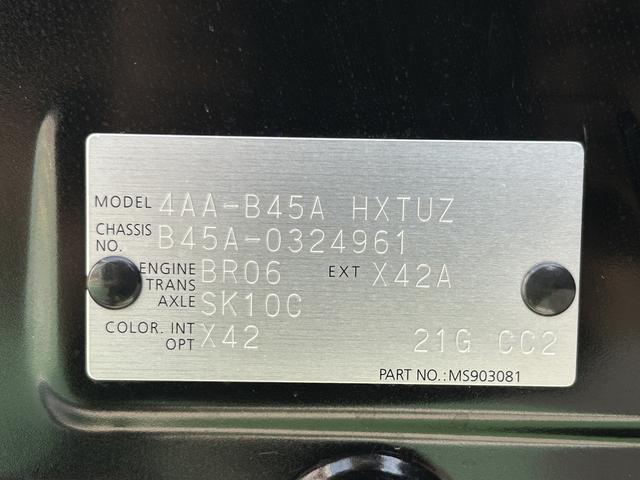 MODEL 4AA-B45A HXTUZ
CHASSIS NO. B45A-0324961
ENGINE BR06 EXT X42A
TRANS AXLE SK10C
COLOR. INT OPT X42 21G CC2
PART NO.:MS903081